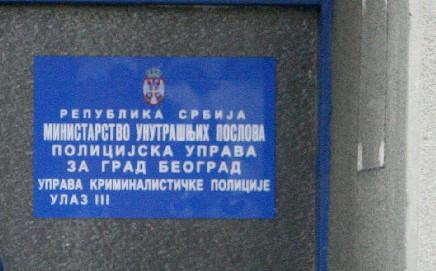 РЕПУБЛИКА СРБИЈА
МИНИСТАРСТВО УНУТРАШЊИХ ПОСЛОВА
ПОЛИЦИЈСКА УПРАВА
ЗА ГРАД БЕОГРАД
УПРАВА КРИМИНАЛИСТИЧКЕ ПОЛИЦИЈЕ
УЛАЗ III